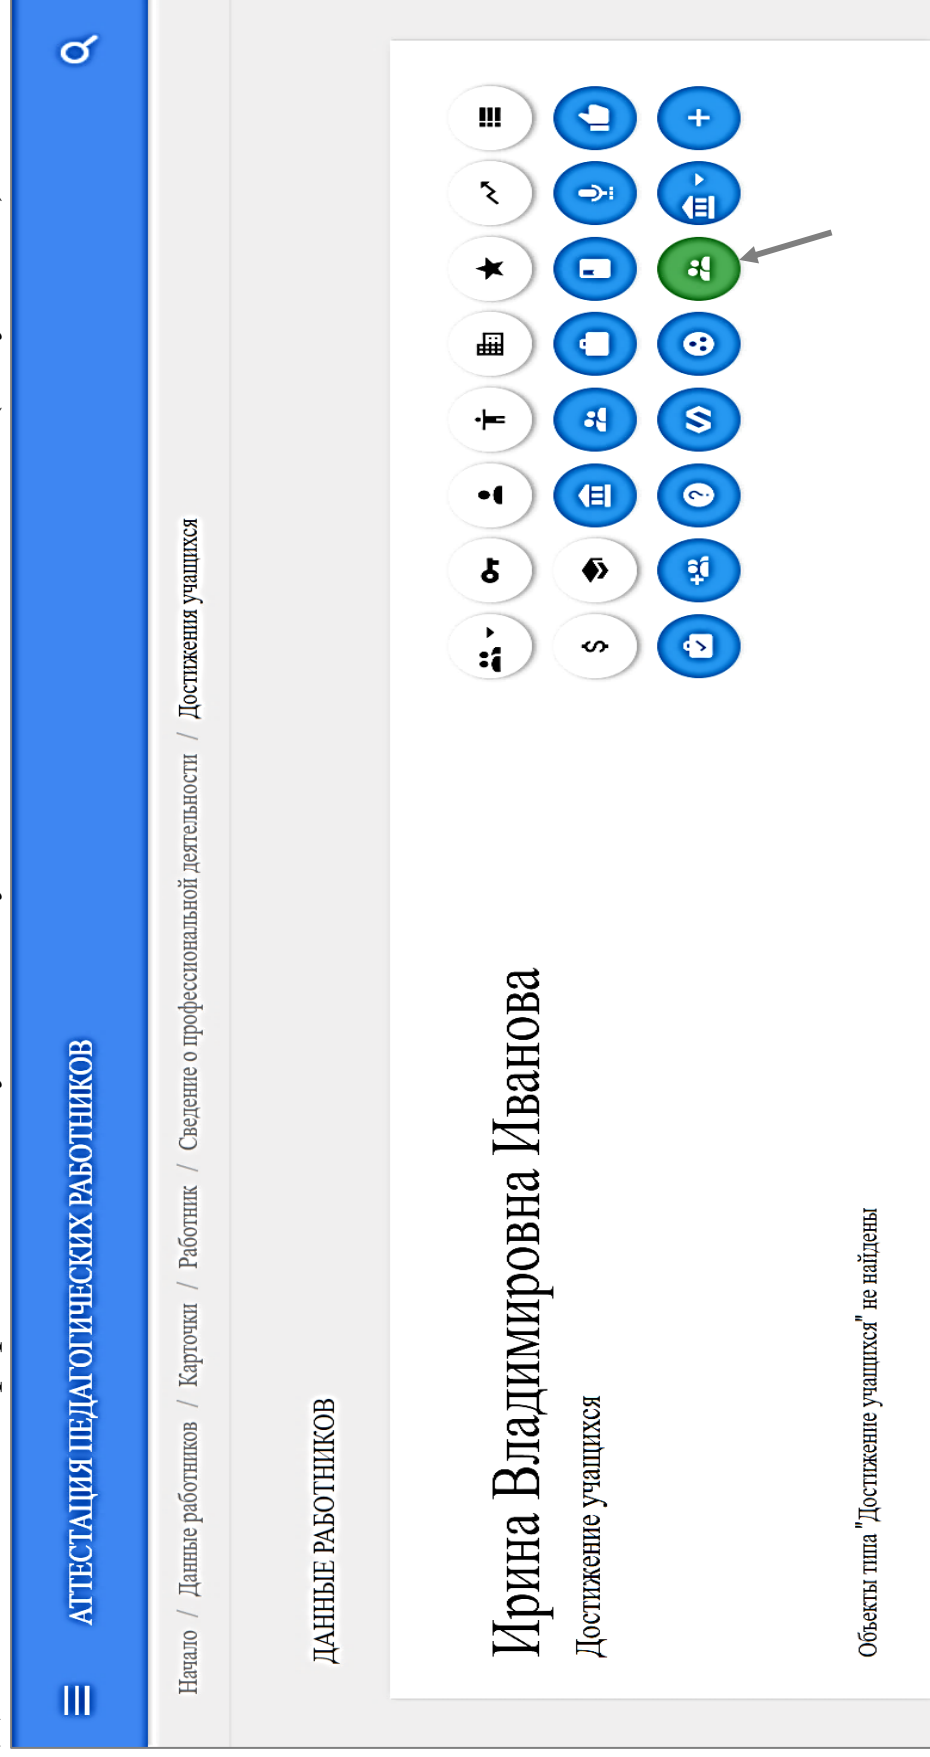 АТТЕСТАЦИЯ ПЕДАГОГИЧЕСКИХ РАБОТНИКОВ
Начало / Данные работников / Карточки / Работник / Сведение о профессиональной деятельности / Достижения учащихся
ДАННЫЕ РАБОТНИКОВ
Ирина Владимировна Иванова
Достижение учащихся
Объекты типа "Достижение учащихся" не найдены